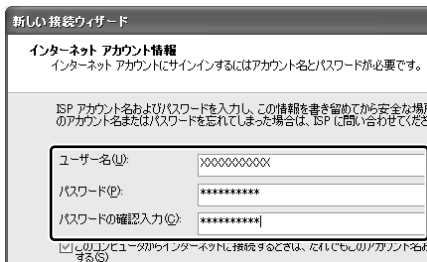 新しい接続ウィザード
インターネット アカウント情報
インターネット アカウントにサインインするにはアカウント名とパスワードが必要です。
ISP アカウント名およびパスワードを入力し、この情報を書き留めてから安全な場
のアカウント名またはパスワードを忘れてしまった場合は、ISP に問い合わせてくださ
ユーザー名(U):
XXXXXXXXXX
パスワード(P):
**********
パスワードの確認入力(C):
**********
このコンピュータからインターネットに接続するときは、だれでもこのアカウント名お
する(S)